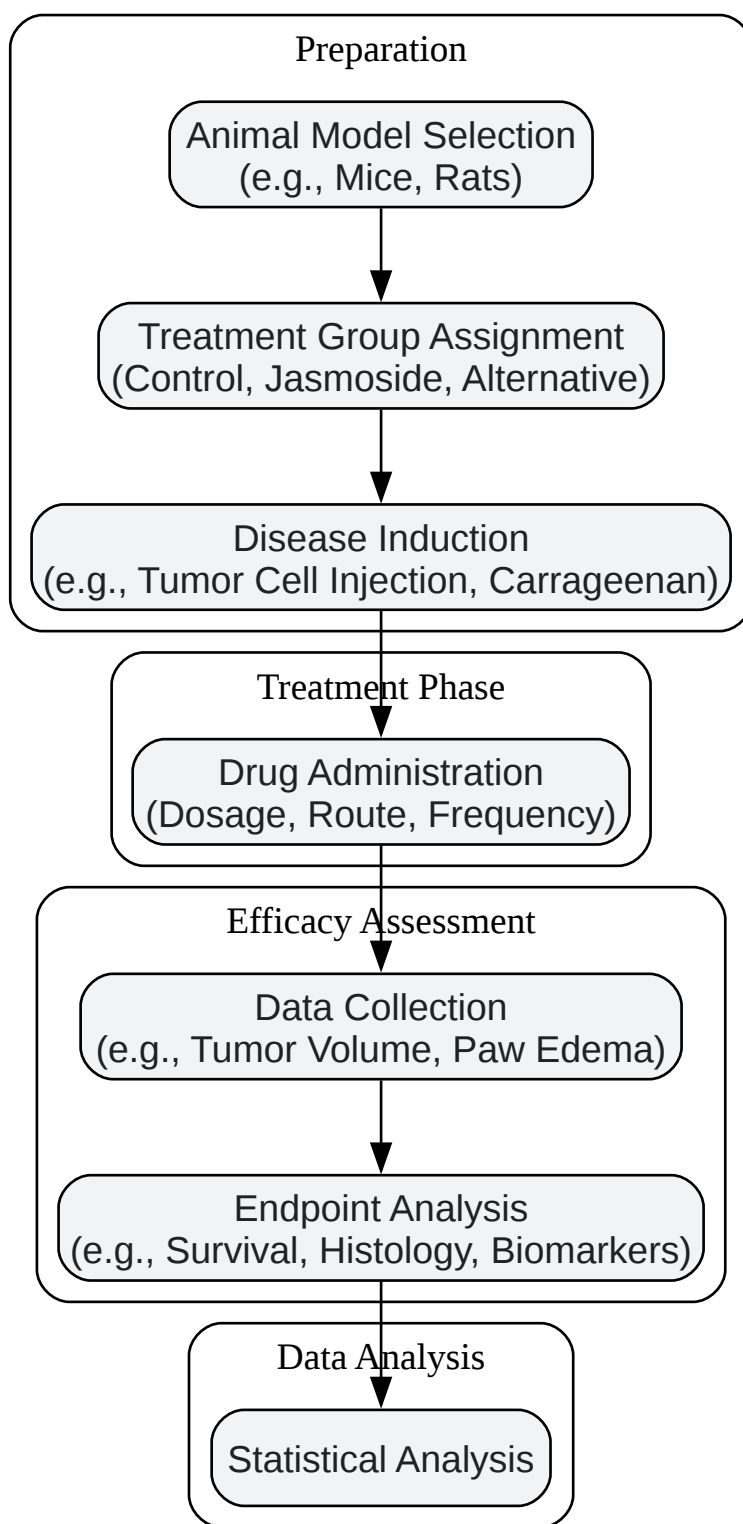 Preparation
Animal Model Selection
(e.g., Mice, Rats)
Treatment Group Assignment
(Control, Jasmoside, Alternative)
Disease Induction
(e.g., Tumor Cell Injection, Carrageenan)
Treatment Phase
Drug Administration
(Dosage, Route, Frequency)
Efficacy Assessment
Data Collection
(e.g., Tumor Volume, Paw Edema)
Endpoint Analysis
(e.g., Survival, Histology, Biomarkers)
Data Analysis
Statistical Analysis